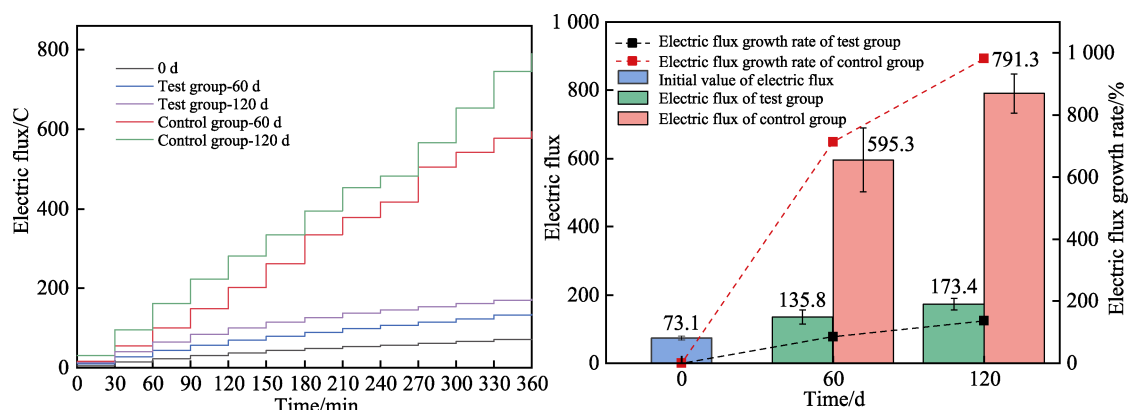 800
600
400
200
0
Electric flux/C
0 d
Test group-60 d
Test group-120 d
Control group-60 d
Control group-120 d
0 30 60 90 120 150 180 210 240 270 300 330 360
Time/min
1 000
800
600
400
200
0
Electric flux
Electric flux growth rate of test group
Electric flux growth rate of control group
Initial value of electric flux
Electric flux of test group
Electric flux of control group
73.1
135.8
595.3
173.4
791.3
0 60 120
Time/d
1 000
800
600
400
200
0
Electric flux growth rate/%